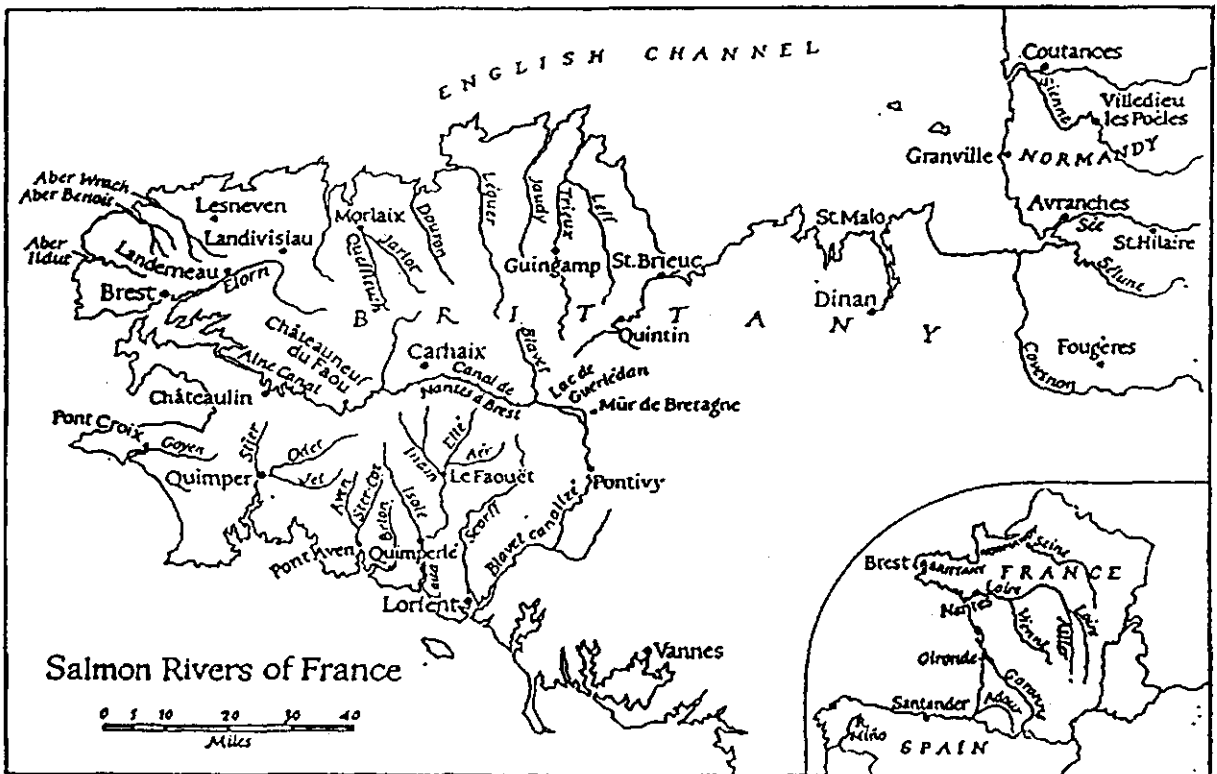 ENGLISH CHANNEL
Coutances
Sienne
Villedieu
les Poëles
Granville
NORMANDY
Avranches
Sée
St. Hilaire
Sélune
Fougères
Couesnon
St. Malo
Dinan
BRITTANY
Aber Wrach
Aber Benoit
Aber
Ildut
Lesneven
Landivisiau
Landerneau
Elorn
Brest
Morlaix
Jarlot
Douron
Léguer
Jaudy
Trieux
Leff
Guingamp
St. Brieuc
Quintin
Châteauneuf
du Faou
Aulne Canal
Châteaulin
Carhaix
Canal de
Nantes à Brest
Blavet
Lac de
Guerlédan
Mûr de Bretagne
Pont Croix
Goyen
Stëir
Odet
Jet
Quimper
Aven
Ster-Goz
Belon
Isole
Inam
Ellé
Aër
Le Faouët
Scorff
Blavet canalizé
Pontivy
Pont Aven
Quimperlé
Laita
Lorient
Vannes
Salmon Rivers of France
0 5 10 20 30 40
Miles
Brest
BRITTANY
R. Seine
FRANCE
Loire
Nantes
Vienne
Allier
Loire
Gironde
Garonne
Adour
Santander
R.
Miño
SPAIN